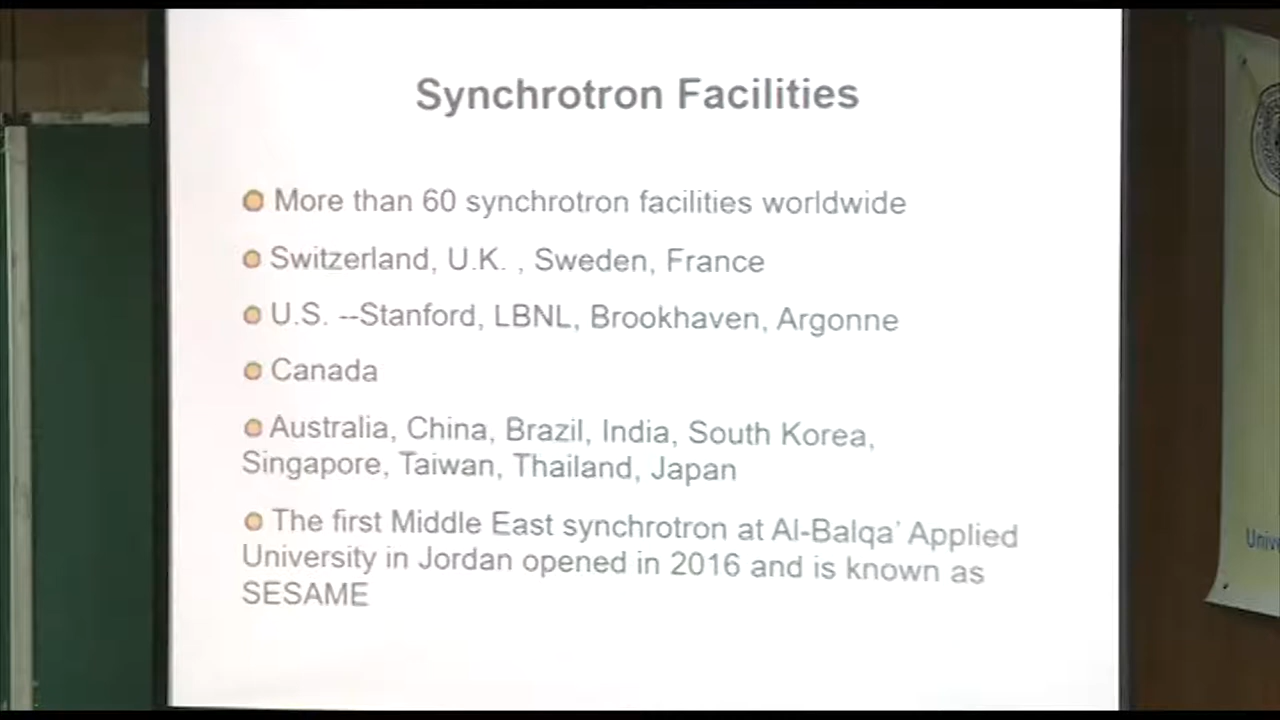 Synchrotron Facilities
More than 60 synchrotron facilities worldwide
Switzerland, U.K. , Sweden, France
U.S. --Stanford, LBNL, Brookhaven, Argonne
Canada
Australia, China, Brazil, India, South Korea,
Singapore, Taiwan, Thailand, Japan
The first Middle East synchrotron at Al-Balqa' Applied
University in Jordan opened in 2016 and is known as
SESAME